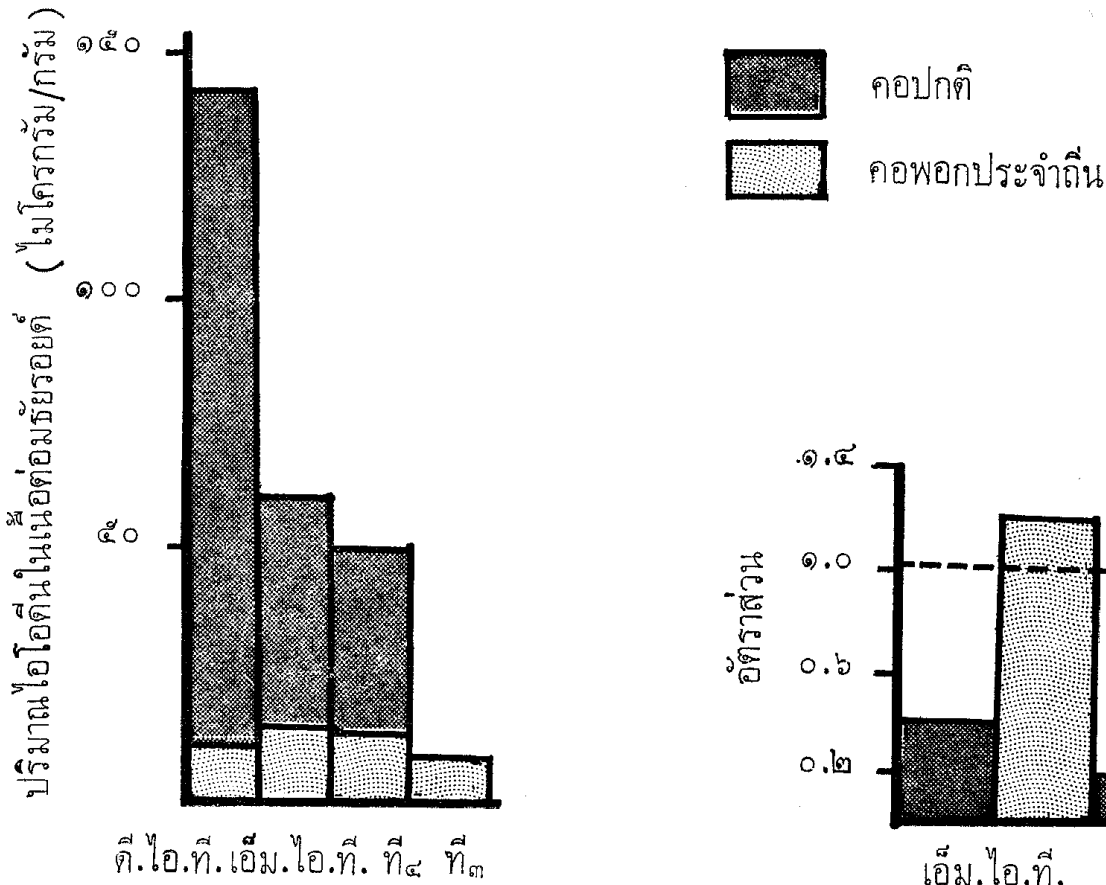 ปริมาณไอโอดีนในเนื้อต่อมธัยรอยด์ (ไมโครกรัม/กรัม)
๑๕๐
๑๐๐
๕๐
ดี.ไอ.ที. เอ็ม.ไอ.ที. ที๔ ที๓
คอปกติ
คอพอกประจำถิ่น
อัตราส่วน
๑.๔
๑.๐
๐.๖
๐.๒
เอ็ม.ไอ.ที.